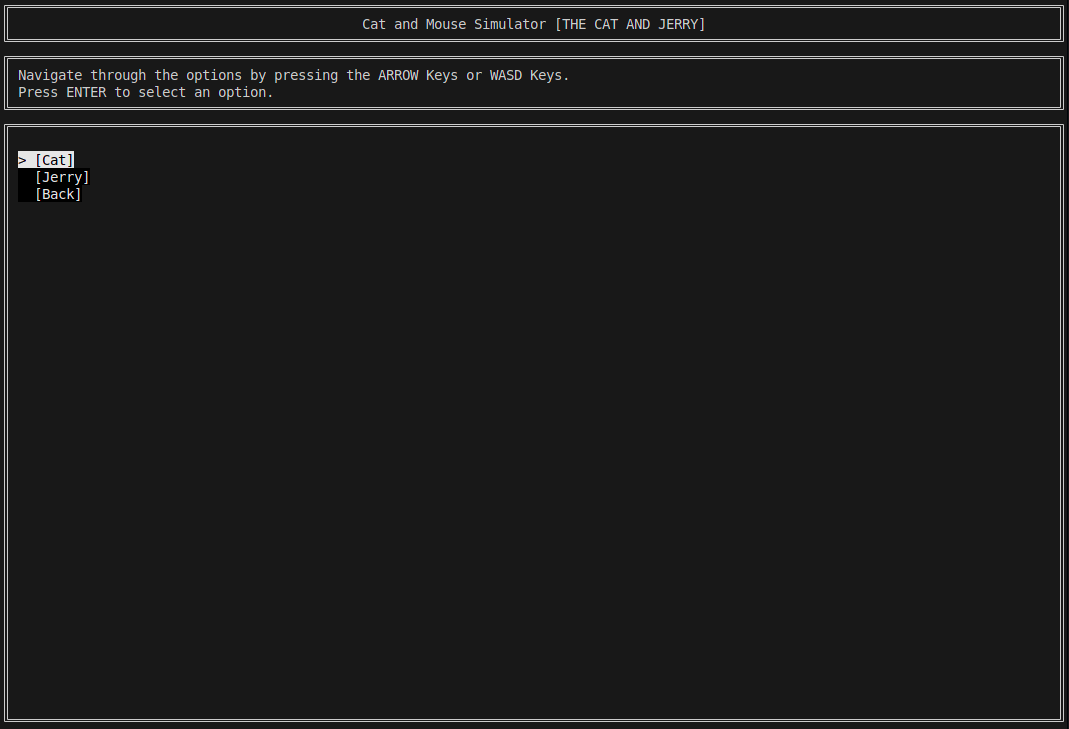 Cat and Mouse Simulator [THE CAT AND JERRY]
Navigate through the options by pressing the ARROW Keys or WASD Keys.
Press ENTER to select an option.
> [Cat]
[Jerry]
[Back]